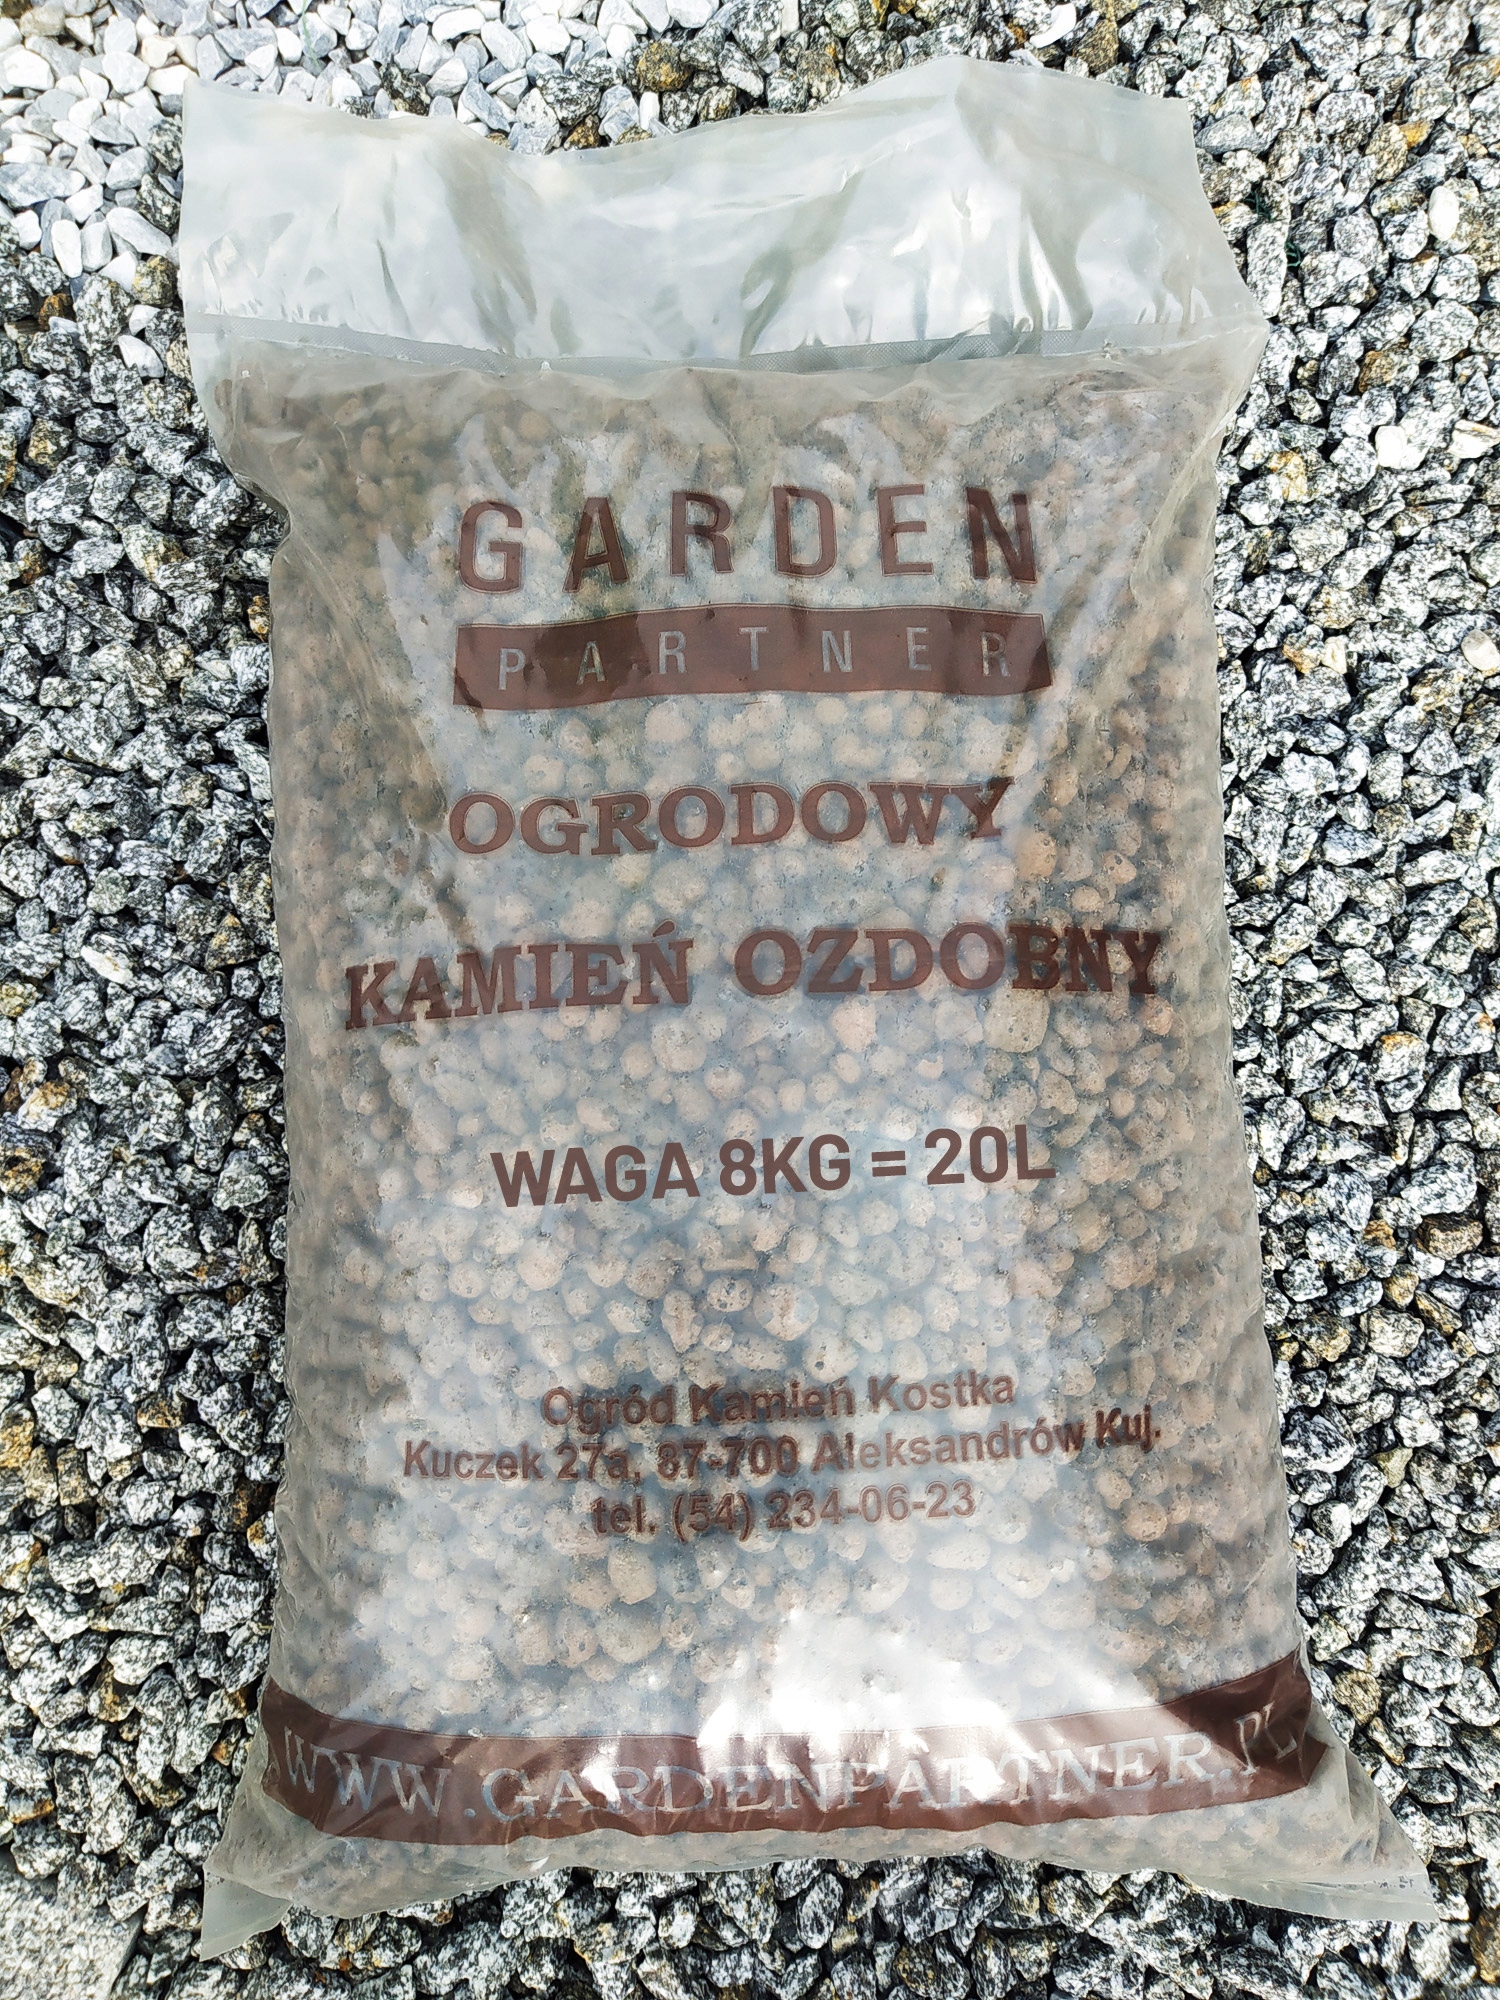 GARDEN
PARTNER
OGRODOWY
KAMIEŃ OZDOBNY
WAGA 8KG = 20L
Ogród Kamień Kostka
Kuczek 27a, 87-700 Aleksandrów Kuj.
tel. (54) 234-06-23
WWW.GARDENPARTNER.PL